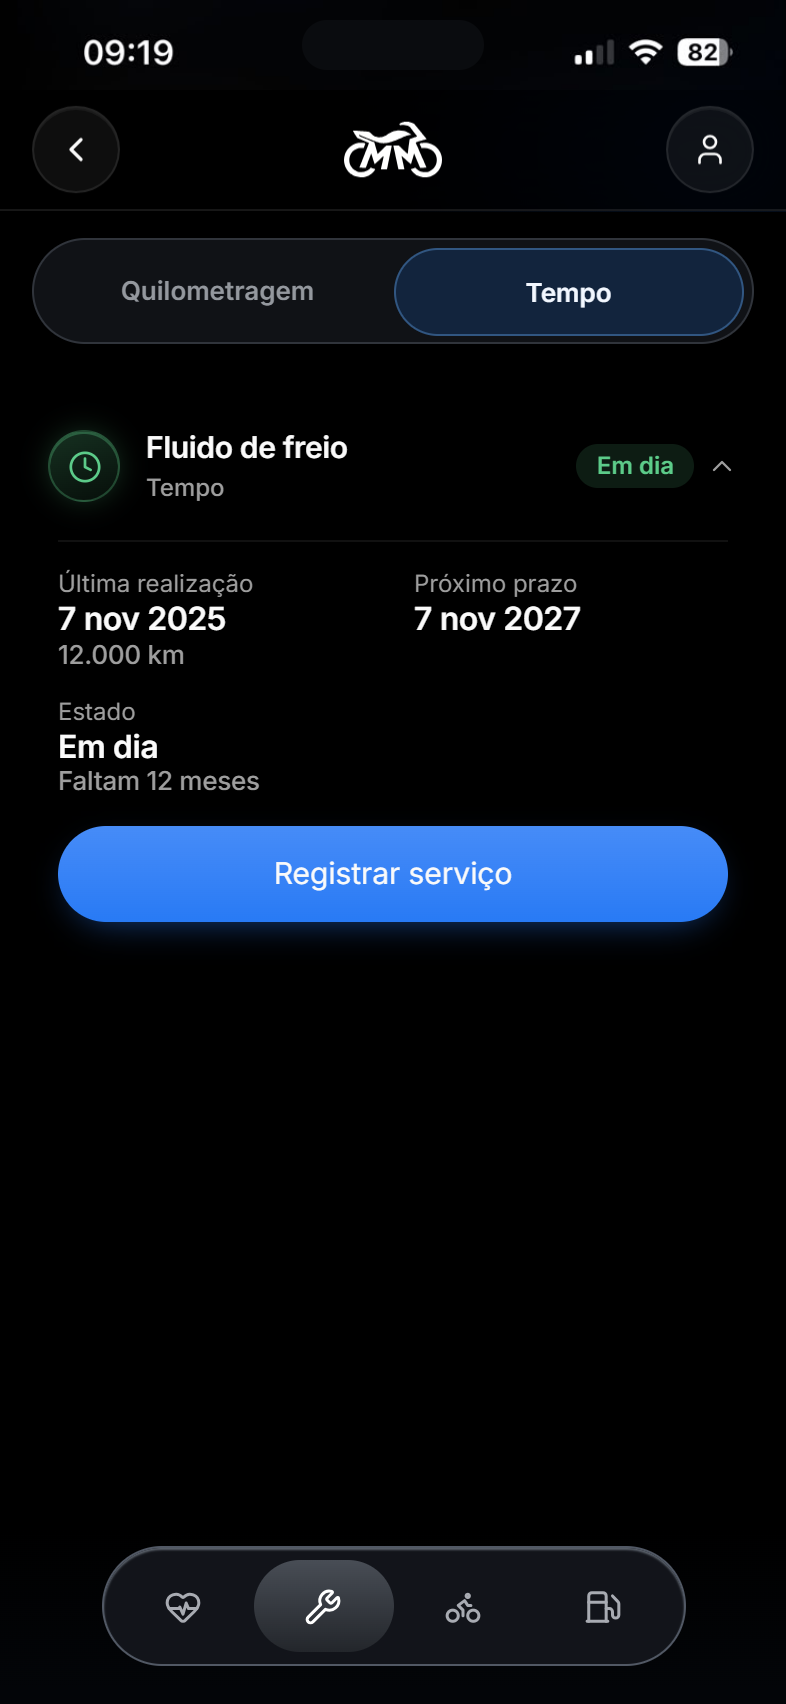 09:19
82
MM
Quilometragem
Tempo
Fluido de freio
Tempo
Em dia
Última realização
7 nov 2025
12.000 km
Próximo prazo
7 nov 2027
Estado
Em dia
Faltam 12 meses
Registrar serviço